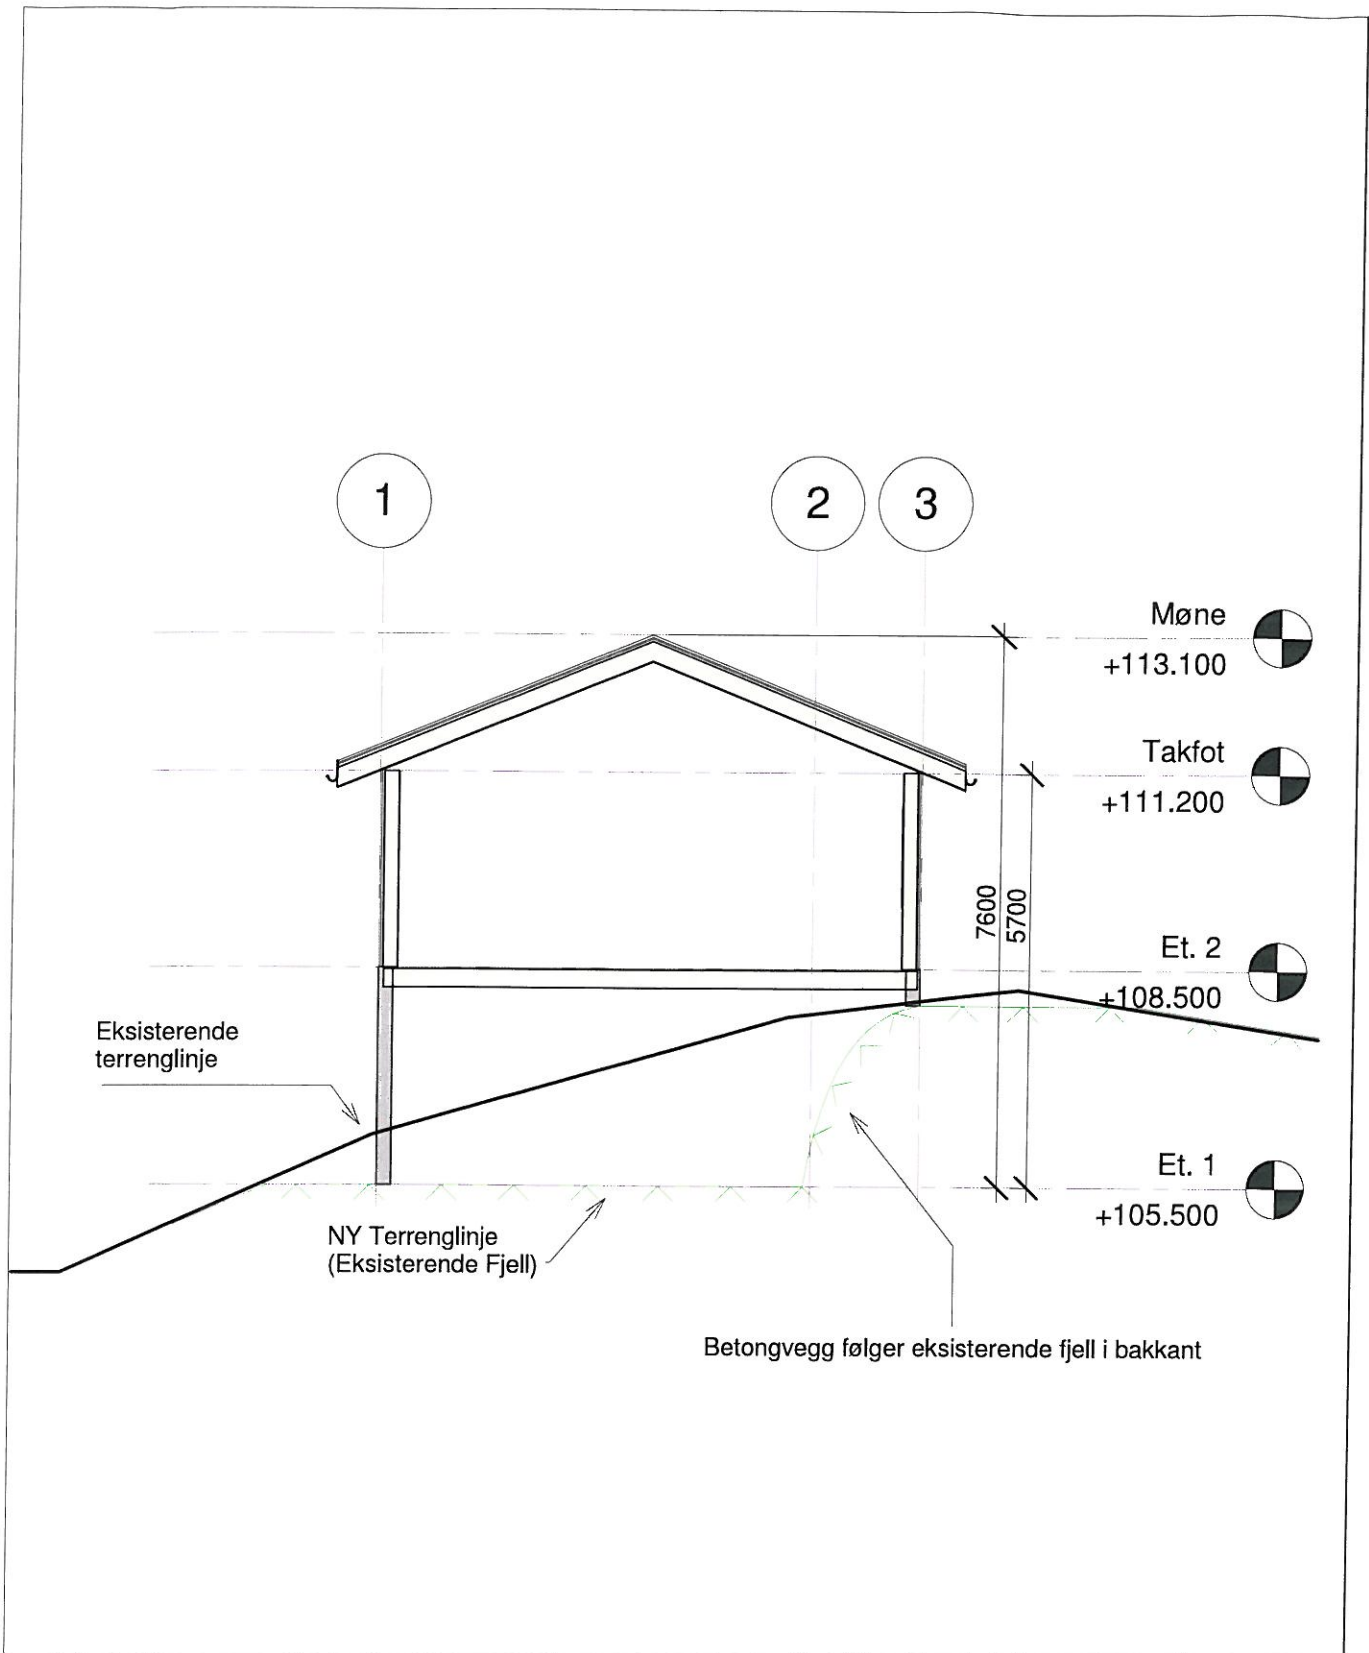 1
2
3
Møne
+113.100
Takfot
+111.200
7600
5700
Et. 2
+108.500
Eksisterende
terrenglinje
Et. 1
+105.500
NY Terrenglinje
(Eksisterende Fjell)
Betongvegg følger eksisterende fjell i bakkant